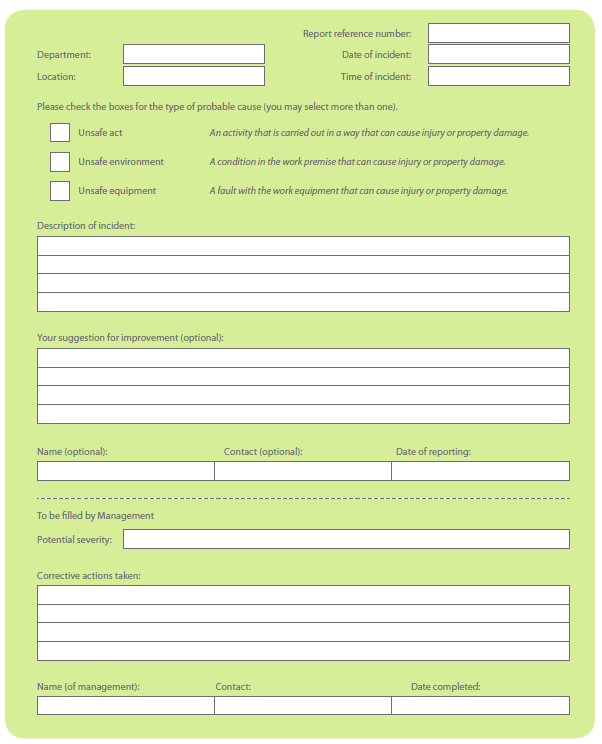 Report reference number:
Department: Date of incident:
Location: Time of incident:
Please check the boxes for the type of probable cause (you may select more than one).
Unsafe act An activity that is carried out in a way that can cause injury or property damage.
Unsafe environment A condition in the work premise that can cause injury or property damage.
Unsafe equipment A fault with the work equipment that can cause injury or property damage.
Description of incident:
Your suggestion for improvement (optional):
Name (optional): Contact (optional): Date of reporting:
To be filled by Management
Potential severity:
Corrective actions taken:
Name (of management): Contact: Date completed: